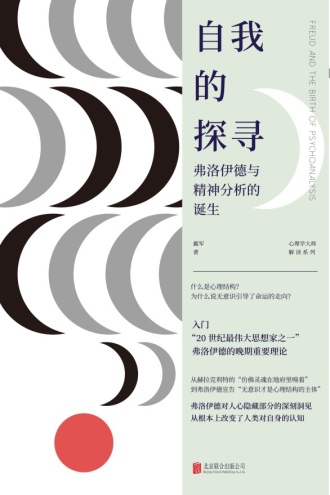 自我
的
探寻
弗洛伊德与
精神分析的
诞生
FREUD AND THE BIRTH OF PSYCHOANALYSIS
戴军
著
心理学大师
解读系列
什么是心理结构？
为什么说无意识引导了命运的走向？
入门
“20 世纪最伟大思想家之一”
弗洛伊德的晚期重要理论
从赫拉克利特的“仿佛灵魂在地府里嗅着”
到弗洛伊德宣告“无意识才是心理结构的主体”
弗洛伊德对人心隐藏部分的深刻洞见
从根本上改变了人类对自身的认知
北京联合出版公司